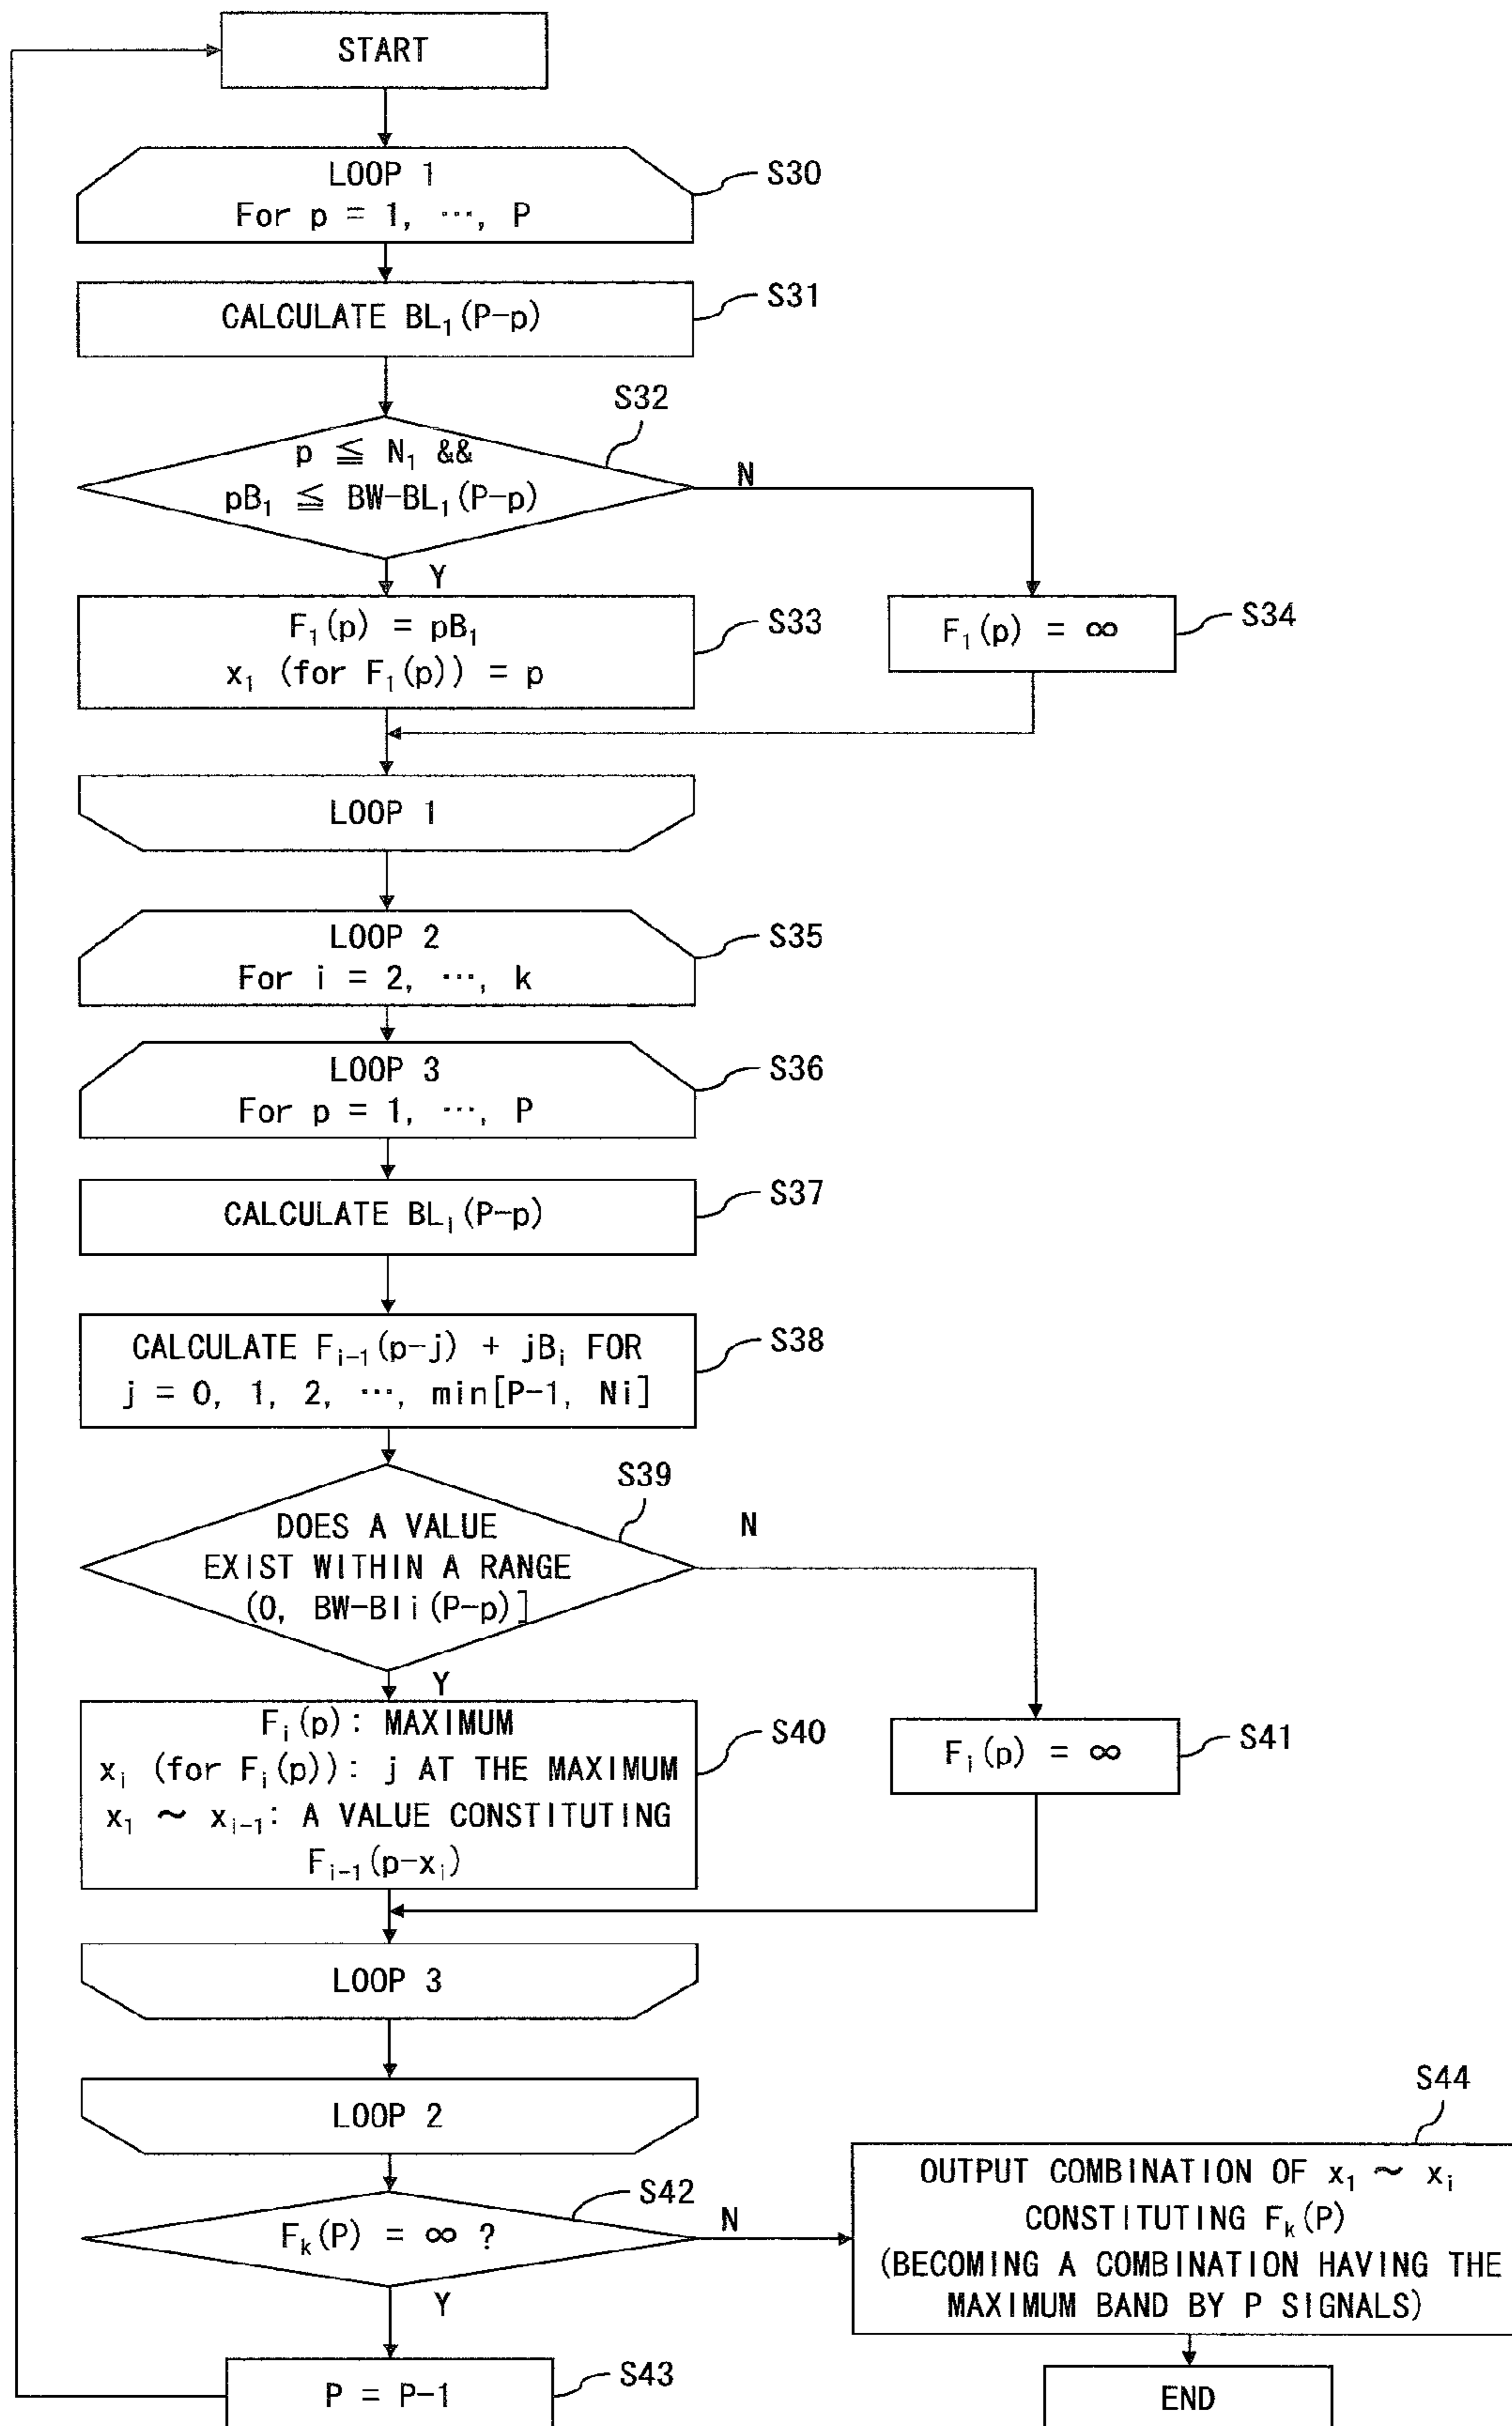 START
LOOP 1
For p = 1, ⋯, P
S30
CALCULATE BL₁(P-p)
S31
S32
p ≦ N₁ &&
pB₁ ≦ BW-BL₁(P-p)
N
Y
F₁(p) = pB₁
x₁ (for F₁(p)) = p
S33
F₁(p) = ∞
S34
LOOP 1
LOOP 2
For i = 2, ⋯, k
S35
LOOP 3
For p = 1, ⋯, P
S36
CALCULATE BLᵢ(P-p)
S37
CALCULATE Fᵢ₋₁(p-j) + jBᵢ FOR
j = 0, 1, 2, ⋯, min[P-1, Ni]
S38
S39
DOES A VALUE
EXIST WITHIN A RANGE
(0, BW-BIi(P-p)]
N
Y
Fᵢ(p): MAXIMUM
xᵢ (for Fᵢ(p)): j AT THE MAXIMUM
x₁ ~ xᵢ₋₁: A VALUE CONSTITUTING
Fᵢ₋₁(p-xᵢ)
S40
Fᵢ(p) = ∞
S41
LOOP 3
LOOP 2
S42
Fₖ(P) = ∞ ?
N
Y
S44
OUTPUT COMBINATION OF x₁ ~ xᵢ
CONSTITUTING Fₖ(P)
(BECOMING A COMBINATION HAVING THE
MAXIMUM BAND BY P SIGNALS)
P = P-1
S43
END